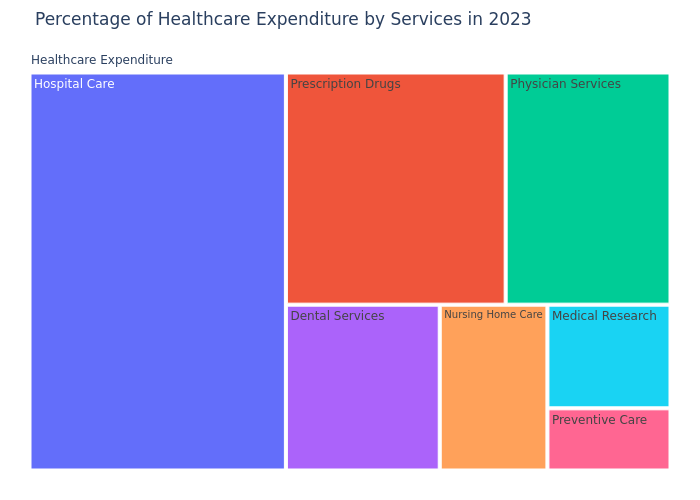 Percentage of Healthcare Expenditure by Services in 2023
Healthcare Expenditure
Hospital Care
Prescription Drugs
Physician Services
Dental Services
Nursing Home Care
Medical Research
Preventive Care